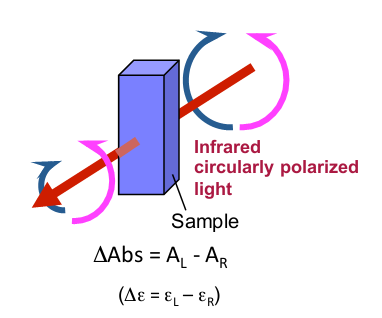 Infrared
circularly polarized
light
Sample
ΔAbs = A_L - A_R
(Δε = ε_L – ε_R)